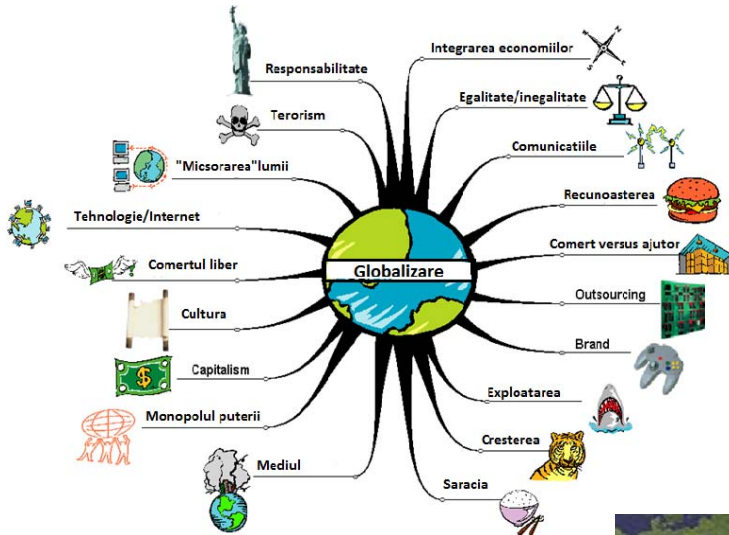 Integrarea economiilor
Responsabilitate
Egalitate/inegalitate
Terorism
Comunicatiile
"Micsorarea"lumii
Recunoasterea
Tehnologie/Internet
Comert versus ajutor
Comertul liber
Globalizare
Outsourcing
Cultura
Brand
Capitalism
Exploatarea
Monopolul puterii
Cresterea
Mediul
Saracia